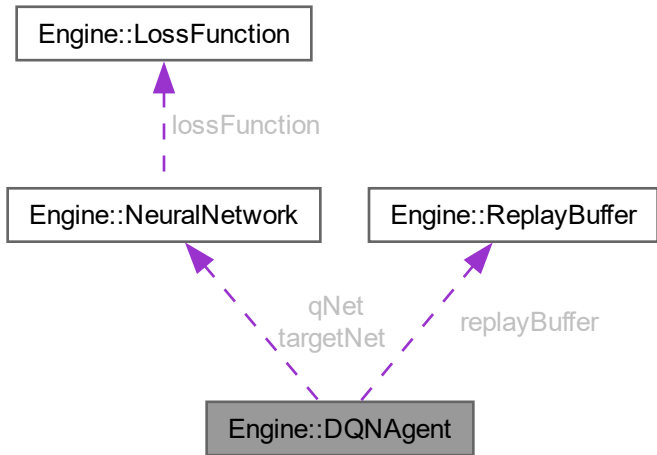 Engine::LossFunction
lossFunction
Engine::NeuralNetwork
Engine::ReplayBuffer
qNet
targetNet
replayBuffer
Engine::DQNAgent